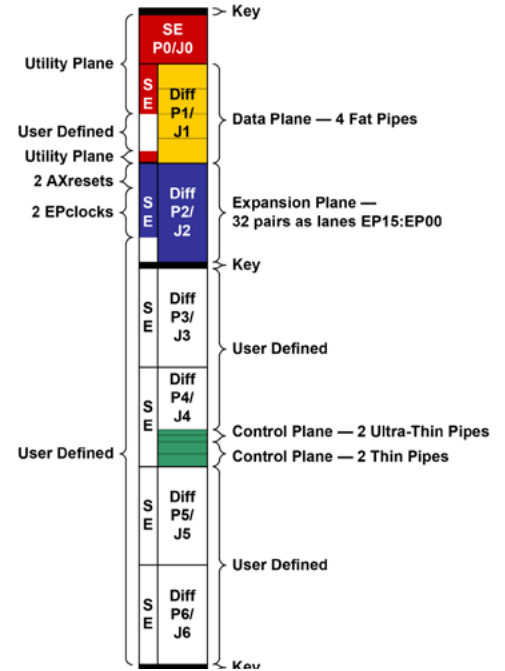 Key
SE
P0/J0
Utility Plane
S
E
Diff
P1/
J1
Data Plane — 4 Fat Pipes
User Defined
Utility Plane
2 AXresets
2 EPclocks
S
E
Diff
P2/
J2
Expansion Plane —
32 pairs as lanes EP15:EP00
Key
S
E
Diff
P3/
J3
User Defined
S
E
Diff
P4/
J4
Control Plane — 2 Ultra-Thin Pipes
Control Plane — 2 Thin Pipes
User Defined
S
E
Diff
P5/
J5
User Defined
S
E
Diff
P6/
J6
Key